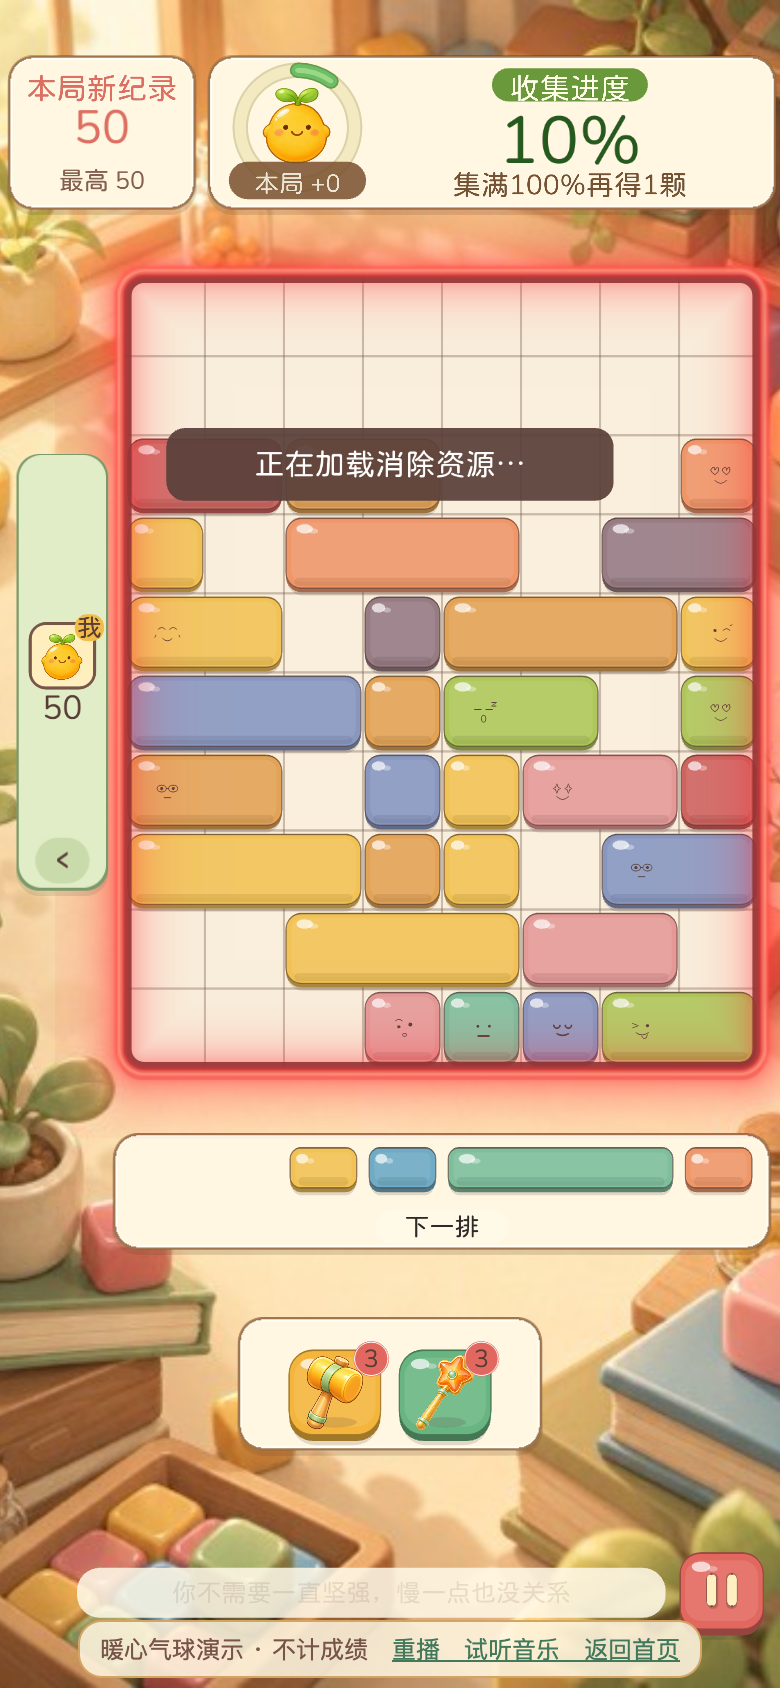 本局新纪录
50
最高 50
本局 +0
收集进度
10%
集满100%再得1颗
正在加载消除资源…
我
50
<
下一排
3
3
你不需要一直坚强，慢一点也没关系
暖心气球演示 · 不计成绩 重播 试听音乐 返回首页